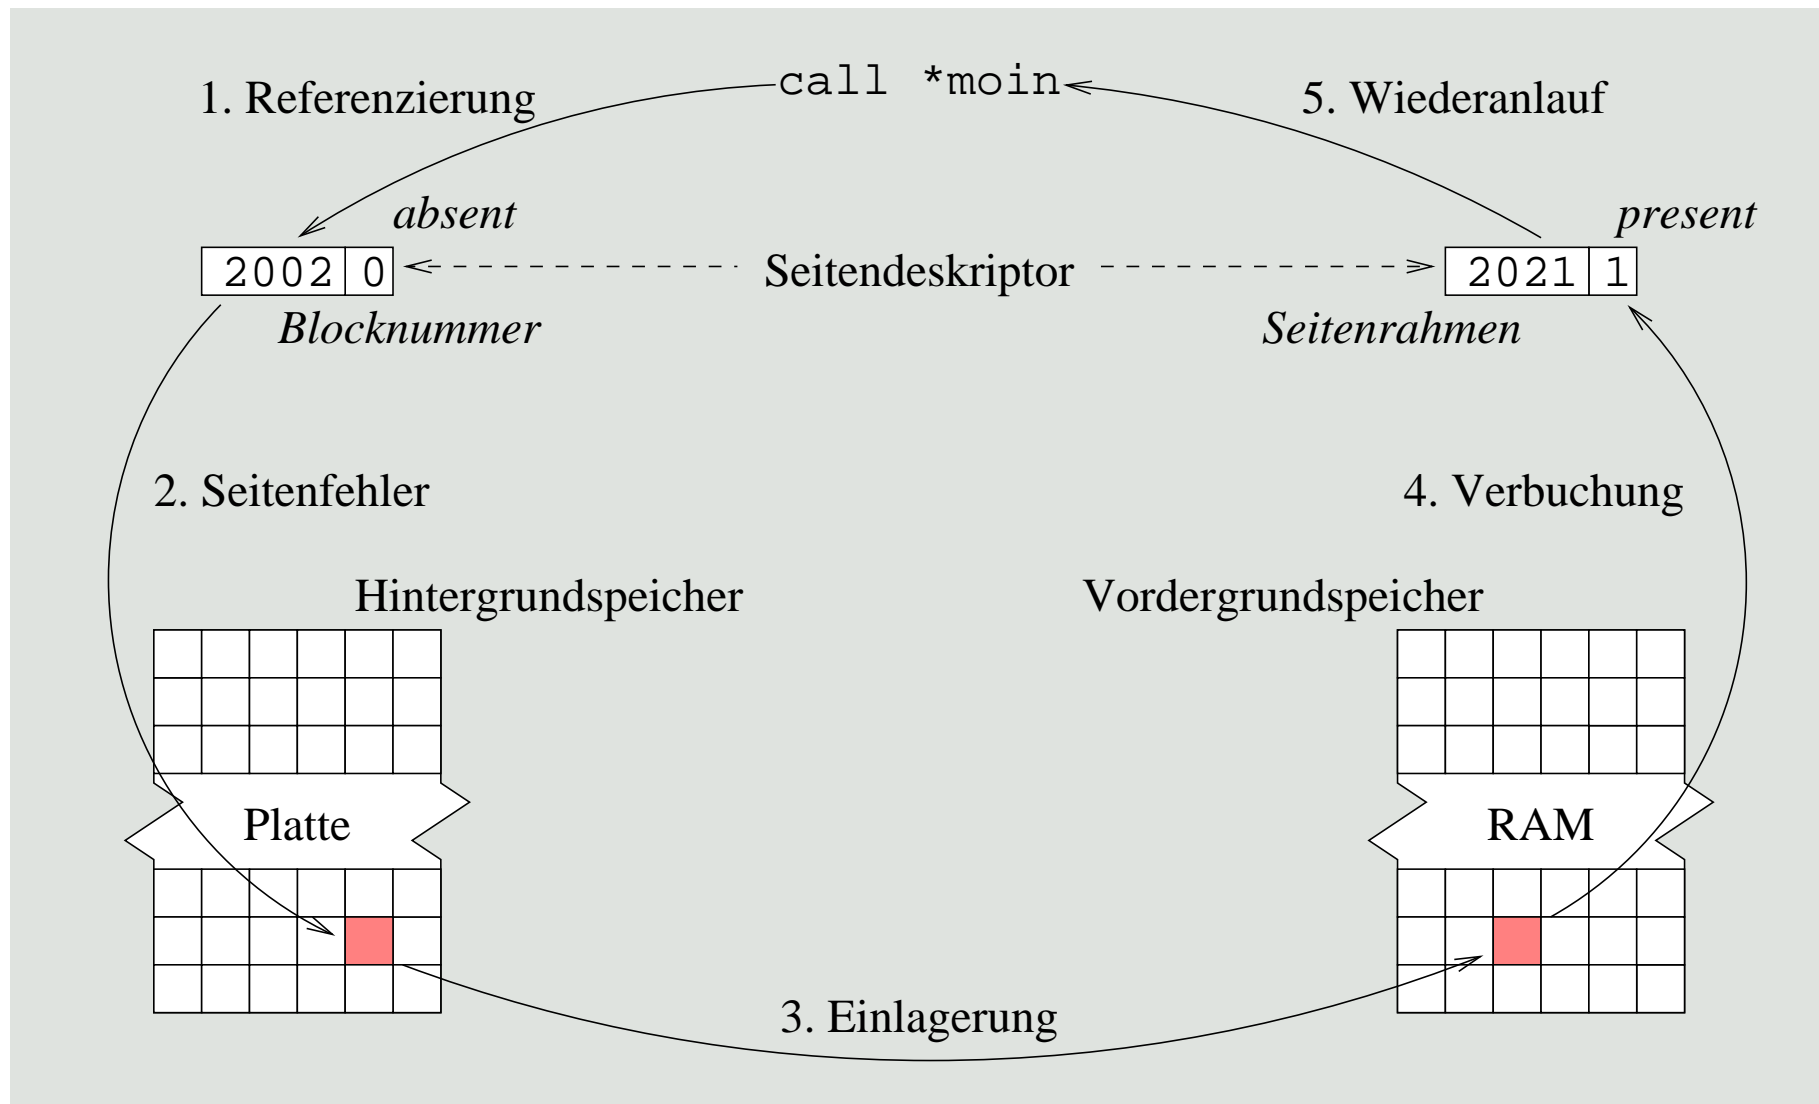 call *moin
1. Referenzierung
5. Wiederanlauf
absent
present
2002 0
Seitendeskriptor
2021 1
Blocknummer
Seitenrahmen
2. Seitenfehler
4. Verbuchung
Hintergrundspeicher
Vordergrundspeicher
Platte
RAM
3. Einlagerung